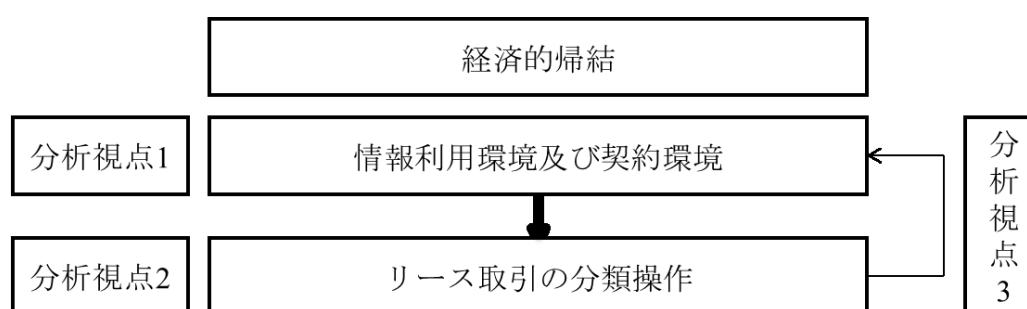 経済的帰結
分析視点1
情報利用環境及び契約環境
分析視点2
リース取引の分類操作
分析視点3